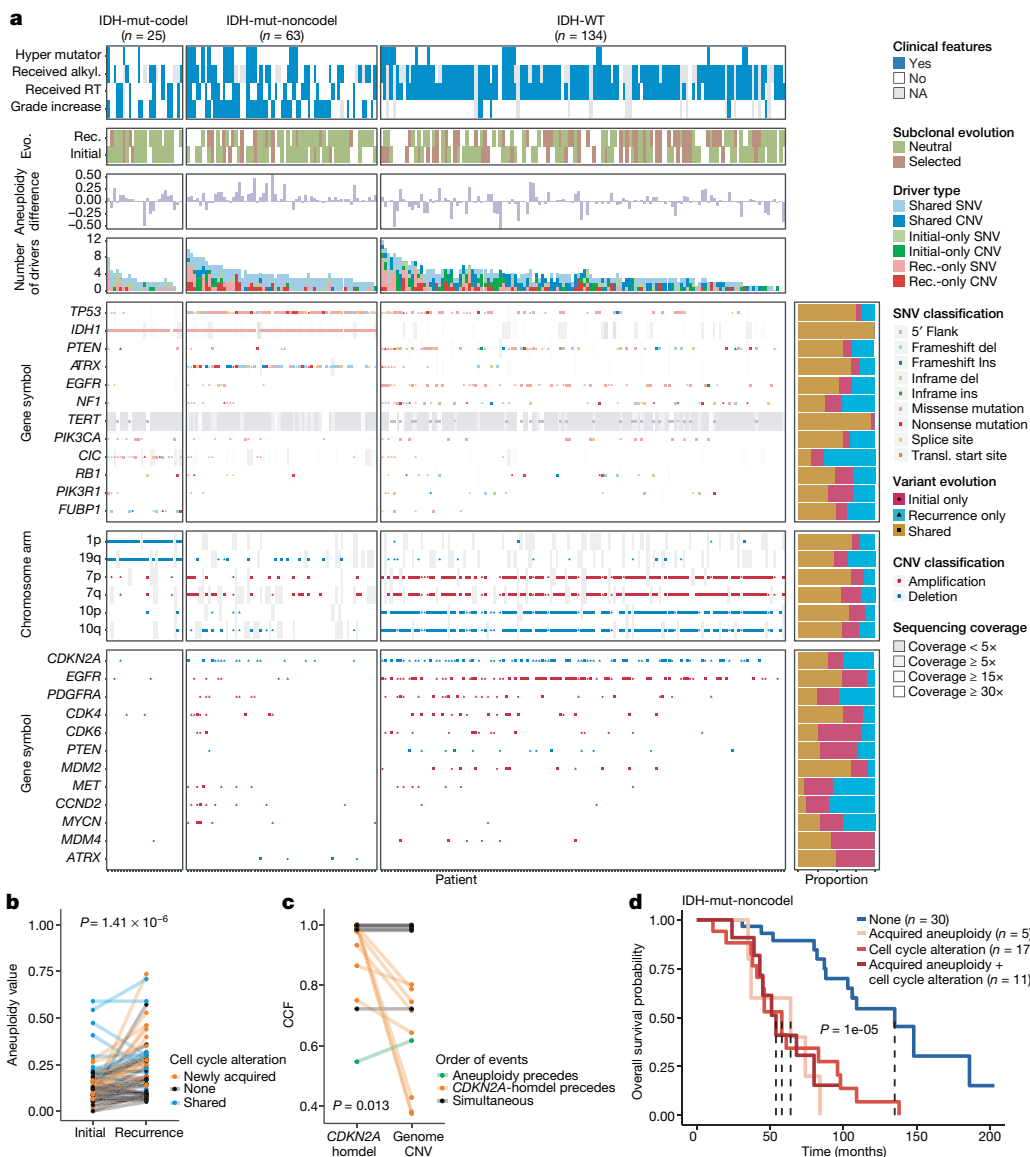 a
IDH-mut-codel
(n = 25)
IDH-mut-noncodel
(n = 63)
IDH-WT
(n = 134)
Hyper mutator
Received alkyl.
Received RT
Grade increase
Evo.
Rec.
Initial
Aneuploidy
difference
0.50
0.25
0
−0.25
−0.50
Number
of drivers
12
8
4
0
Gene symbol
TP53
IDH1
PTEN
ATRX
EGFR
NF1
TERT
PIK3CA
CIC
RB1
PIK3R1
FUBP1
Chromosome arm
1p
19q
7p
7q
10p
10q
Gene symbol
CDKN2A
EGFR
PDGFRA
CDK4
CDK6
PTEN
MDM2
MET
CCND2
MYCN
MDM4
ATRX
Patient
Proportion
Clinical features
Yes
No
NA
Subclonal evolution
Neutral
Selected
Driver type
Shared SNV
Shared CNV
Initial-only SNV
Initial-only CNV
Rec.-only SNV
Rec.-only CNV
SNV classification
5′ Flank
Frameshift del
Frameshift Ins
Inframe del
Inframe ins
Missense mutation
Nonsense mutation
Splice site
Transl. start site
Variant evolution
Initial only
Recurrence only
Shared
CNV classification
Amplification
Deletion
Sequencing coverage
Coverage < 5×
Coverage ≥ 5×
Coverage ≥ 15×
Coverage ≥ 30×
b
P = 1.41 × 10−6
Aneuploidy value
1.00
0.75
0.50
0.25
0.00
Initial
Recurrence
Cell cycle alteration
Newly acquired
None
Shared
c
CCF
1.0
0.8
0.6
0.4
P = 0.013
CDKN2A
homdel
Genome
CNV
Order of events
Aneuploidy precedes
CDKN2A-homdel precedes
Simultaneous
d
IDH-mut-noncodel
Overall survival probability
1.00
0.75
0.50
0.25
0.00
None (n = 30)
Acquired aneuploidy (n = 5)
Cell cycle alteration (n = 17)
Acquired aneuploidy +
cell cycle alteration (n = 11)
P = 1e-05
0
50
100
150
200
Time (months)